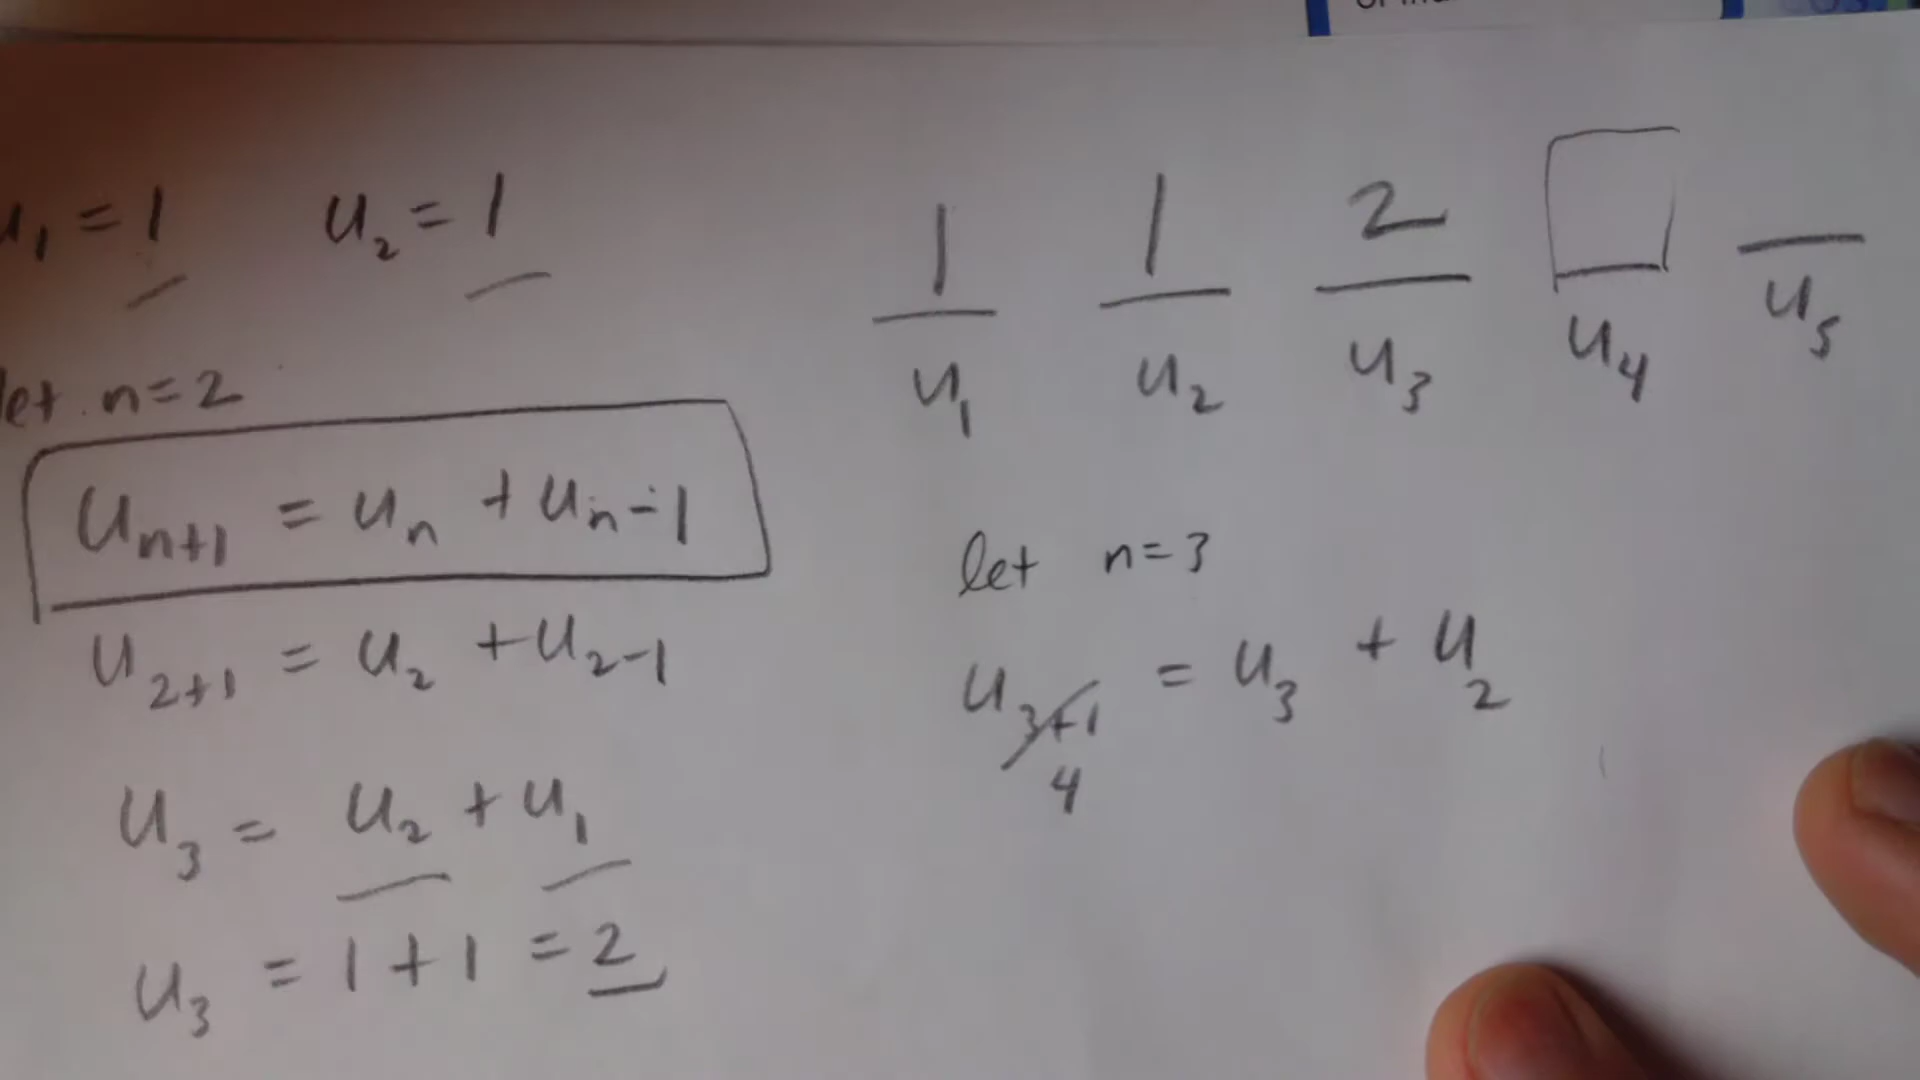 u₁ = 1 u₂ = 1
let n=2
uₙ₊₁ = uₙ + uₙ₋₁
u₂₊₁ = u₂ + u₂₋₁
u₃ = u₂ + u₁
u₃ = 1 + 1 = 2
1 1 2
u₁ u₂ u₃ u₄ u₅
let n=3
u₃₊₁ = u₃ + u₂
4